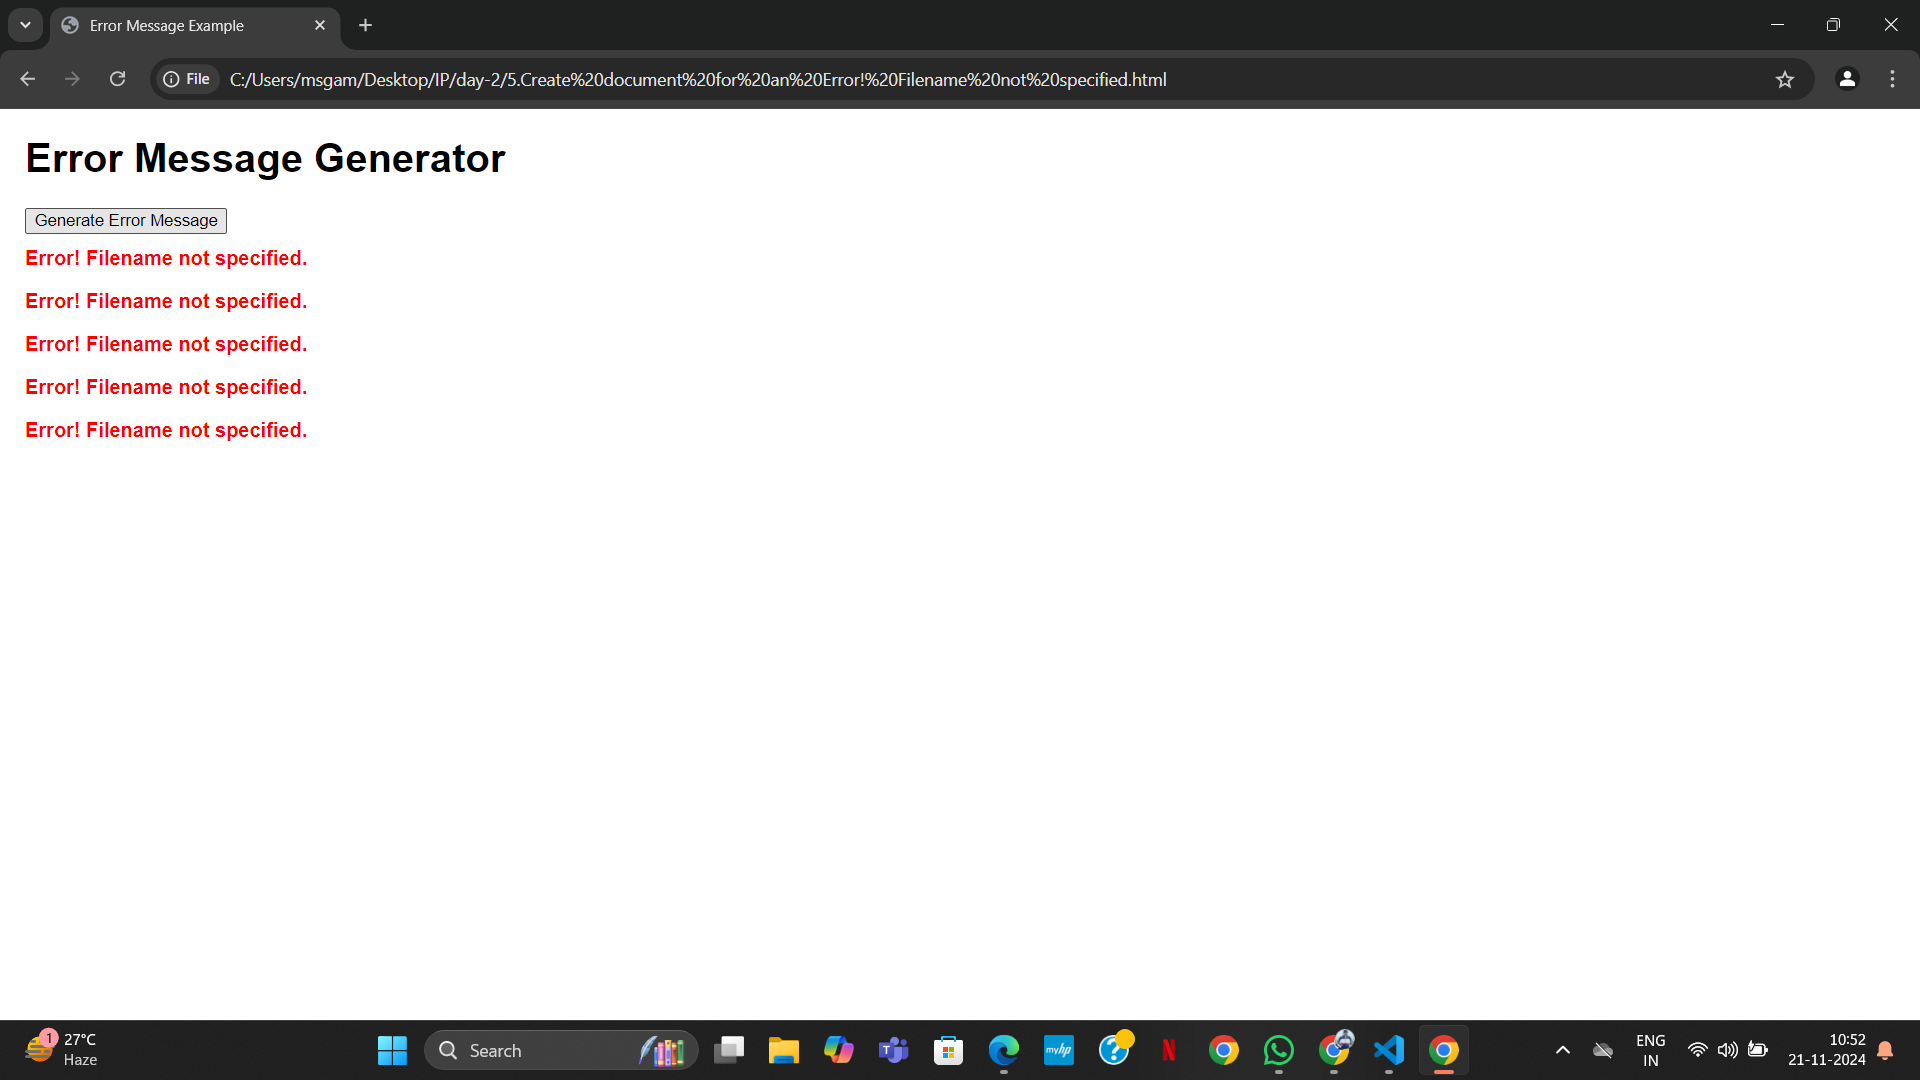 Error Message Example
File
C:/Users/msgam/Desktop/IP/day-2/5.Create%20document%20for%20an%20Error!%20Filename%20not%20specified.html
Error Message Generator
Generate Error Message
Error! Filename not specified.
Error! Filename not specified.
Error! Filename not specified.
Error! Filename not specified.
Error! Filename not specified.
1
27°C
Haze
Search
T
myhp
?
N
ENG
IN
10:52
21-11-2024